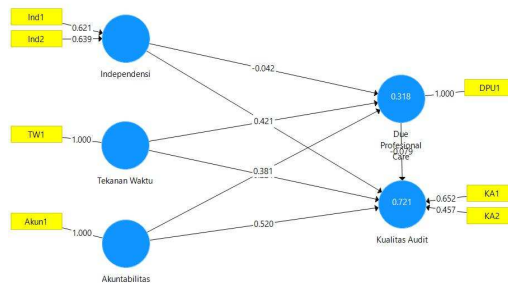 Ind1
0.621
Ind2
0.639
Independensi
-0.042
0.318
1.000
DPU1
Due
Profesional
Care
-0.079
TW1
1.000
0.421
Tekanan Waktu
0.381
Akun1
1.000
0.520
Akuntabilitas
0.721
0.652
KA1
0.457
KA2
Kualitas Audit